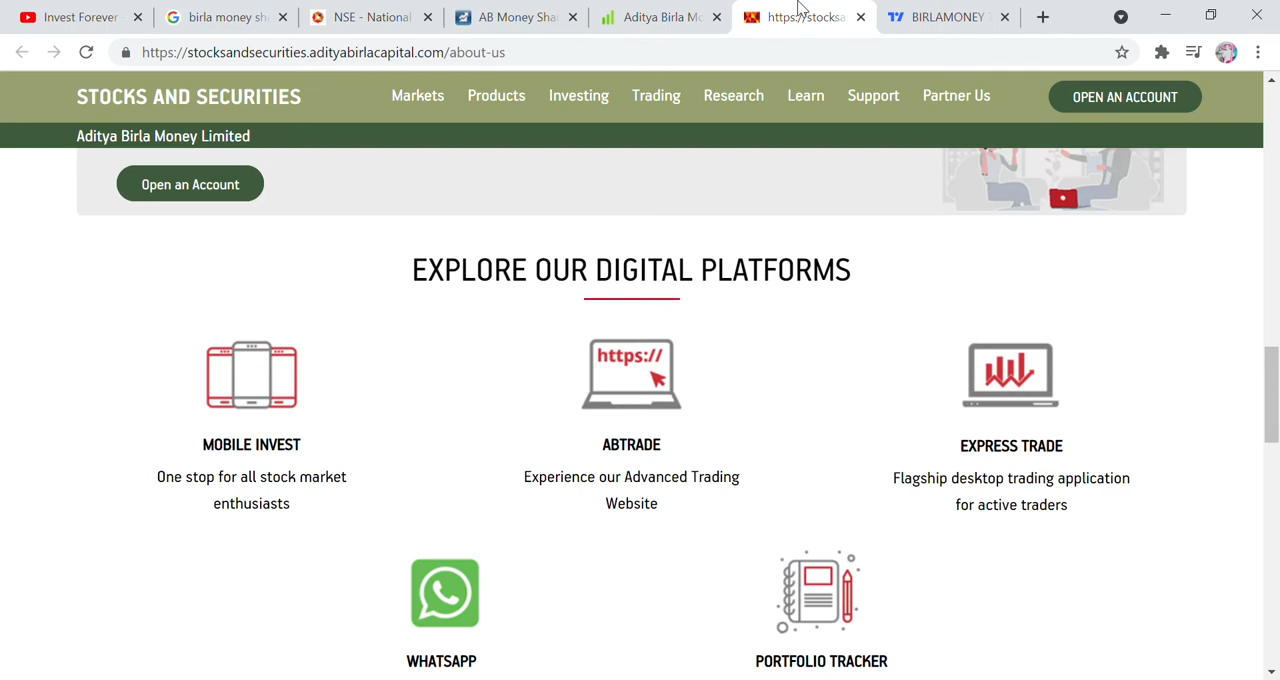 Invest Forever
birla money sh
NSE - National
AB Money Sha
Aditya Birla Mo
https://stocksa
BIRLAMONEY
https://stocksandsecurities.adityabirlacapital.com/about-us
STOCKS AND SECURITIES
Markets
Products
Investing
Trading
Research
Learn
Support
Partner Us
OPEN AN ACCOUNT
Aditya Birla Money Limited
Open an Account
EXPLORE OUR DIGITAL PLATFORMS
https://
MOBILE INVEST
One stop for all stock market
enthusiasts
ABTRADE
Experience our Advanced Trading
Website
EXPRESS TRADE
Flagship desktop trading application
for active traders
WHATSAPP
PORTFOLIO TRACKER